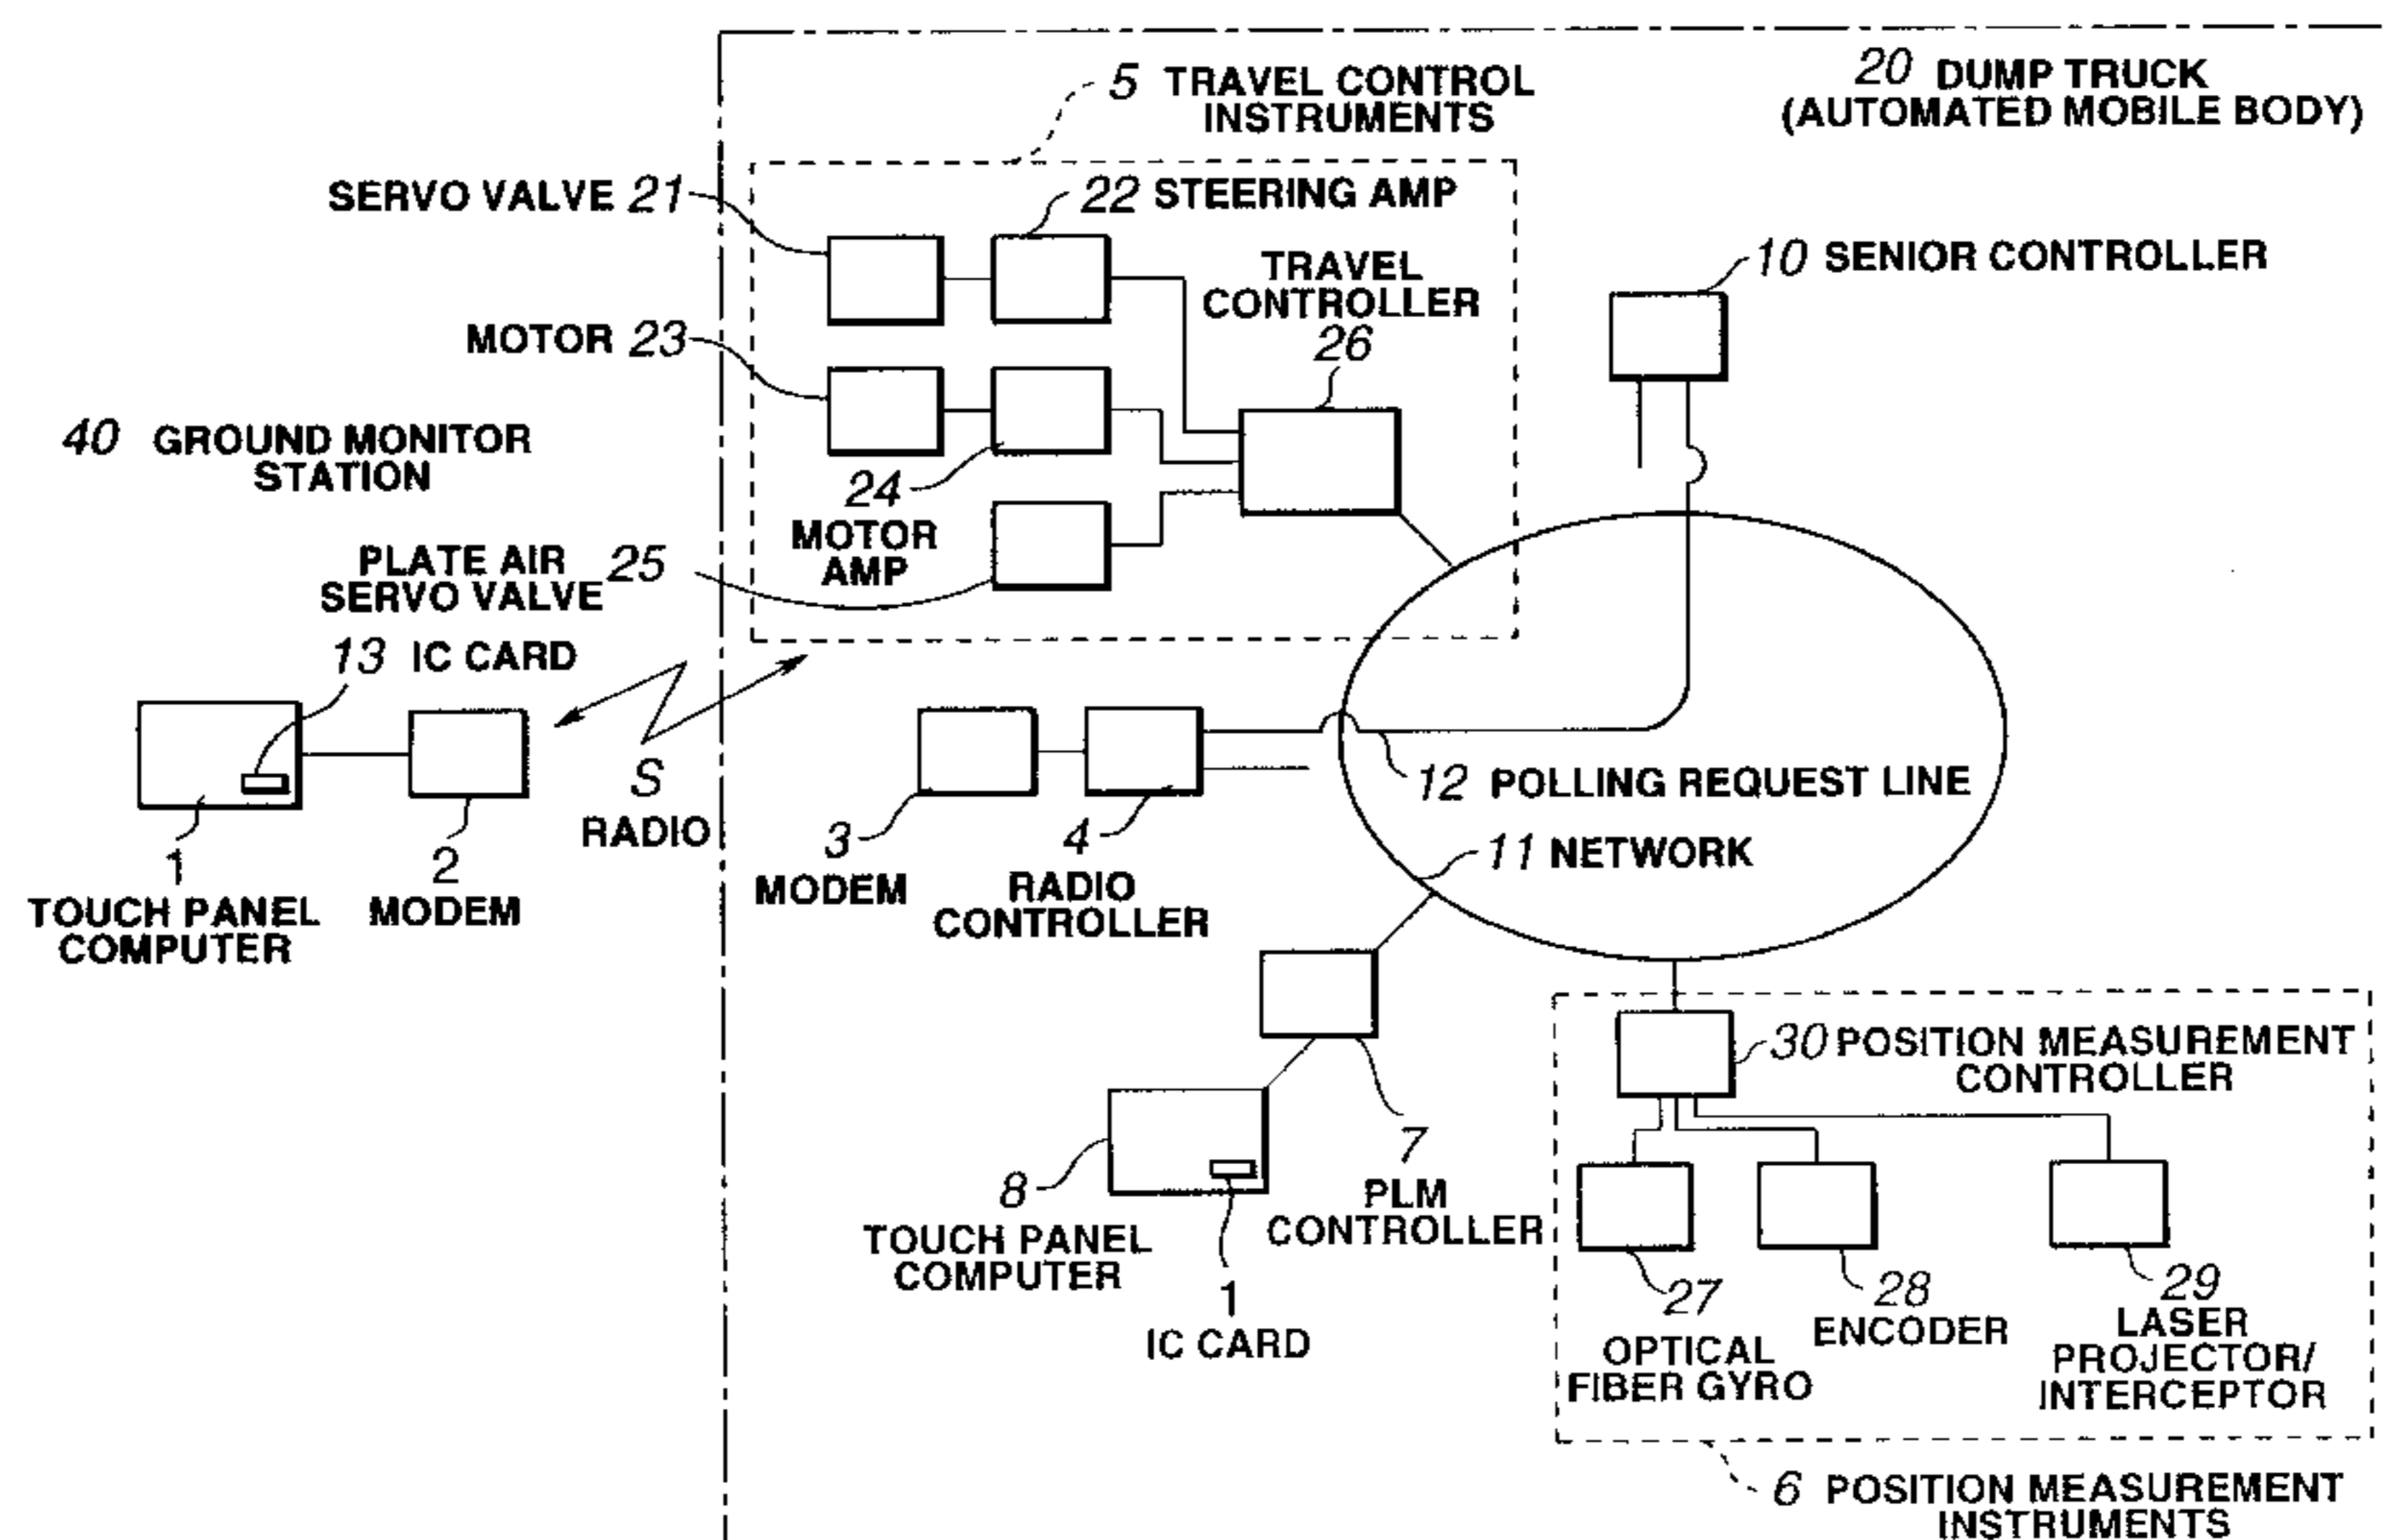 20 DUMP TRUCK
(AUTOMATED MOBILE BODY)
5 TRAVEL CONTROL
INSTRUMENTS
SERVO VALVE 21
22 STEERING AMP
TRAVEL
CONTROLLER
26
10 SENIOR CONTROLLER
MOTOR 23
40 GROUND MONITOR
STATION
24
MOTOR
AMP
PLATE AIR
SERVO VALVE 25
13 IC CARD
S
RADIO
1
TOUCH PANEL
COMPUTER
2
MODEM
3
MODEM
4
RADIO
CONTROLLER
12 POLLING REQUEST LINE
11 NETWORK
30 POSITION MEASUREMENT
CONTROLLER
7
PLM
CONTROLLER
8
TOUCH PANEL
COMPUTER
1
IC CARD
27
OPTICAL
FIBER GYRO
28
ENCODER
29
LASER
PROJECTOR/
INTERCEPTOR
6 POSITION MEASUREMENT
INSTRUMENTS